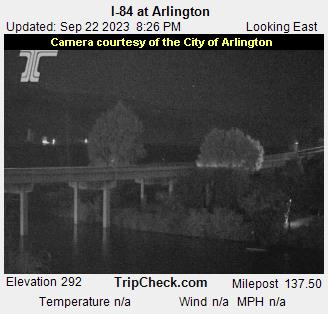 I-84 at Arlington
Updated: Sep 22 2023 8:26 PM Looking East
Camera courtesy of the City of Arlington
Elevation 292 TripCheck.com Milepost 137.50
Temperature n/a Wind n/a MPH n/a